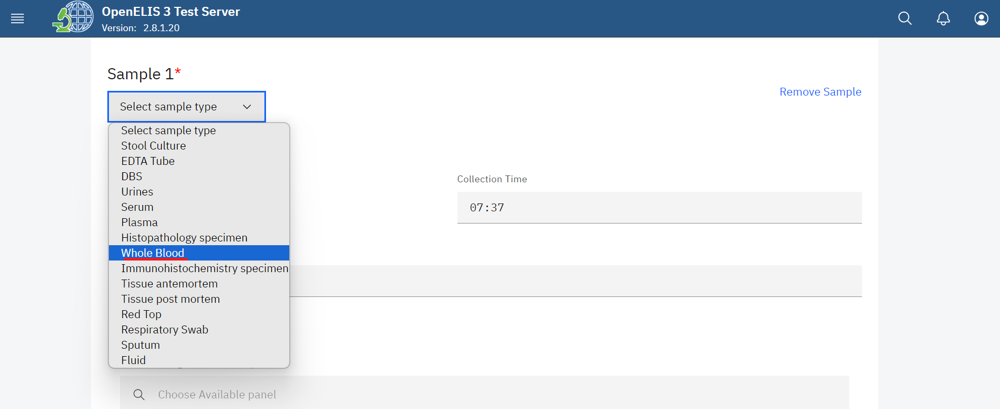 OpenELIS 3 Test Server
Version: 2.8.1.20
Sample 1*
Remove Sample
Select sample type
Select sample type
Stool Culture
EDTA Tube
DBS
Urines
Serum
Plasma
Histopathology specimen
Whole Blood
Immunohistochemistry specimen
Tissue antemortem
Tissue post mortem
Red Top
Respiratory Swab
Sputum
Fluid
Collection Time
07:37
Choose Available panel